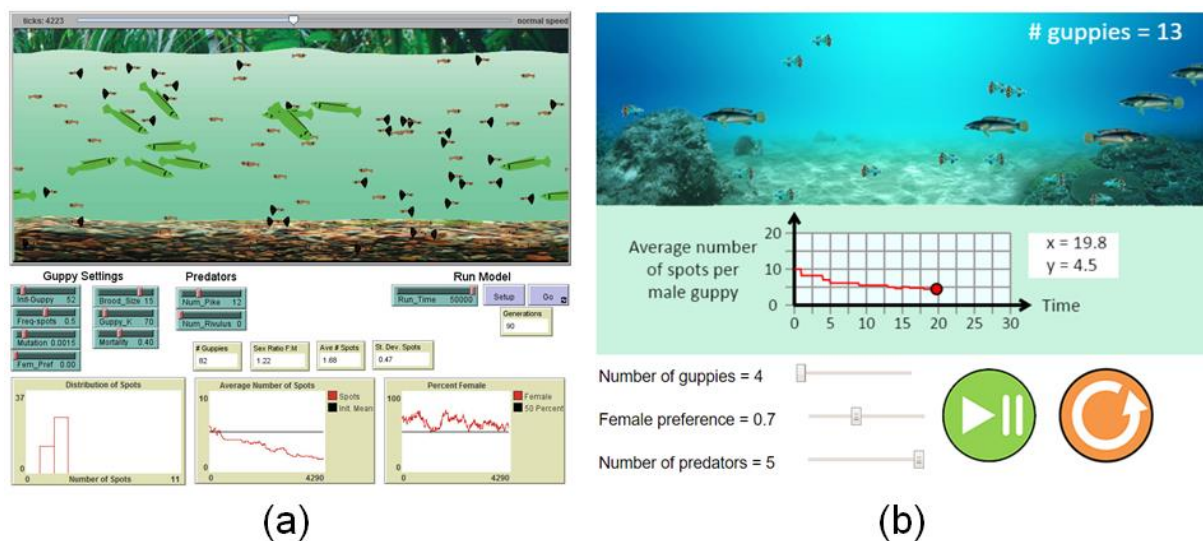 ticks: 4223
normal speed
Guppy Settings
Predators
Run Model
Init-Guppy 52
Brood_Size 15
Num_Pike 12
Run_Time 50000
Setup
Go
Freq-spots 0.5
Guppy_K 70
Num_Rivulus 0
Generations
90
Mutation 0.0015
Mortality 0.40
Fem_Pref 0.00
# Guppies
82
Sex Ratio F:M
1.22
Ave # Spots
1.68
St. Dev. Spots
0.47
Distribution of Spots
37
0
0
Number of Spots
11
Average Number of Spots
10
0
0
4290
Spots
Init. Mean
Percent Female
100
0
0
4290
Female
50 Percent
(a)
# guppies = 13
Average number
of spots per
male guppy
20
10
0
0 5 10 15 20 25 30
Time
x = 19.8
y = 4.5
Number of guppies = 4
Female preference = 0.7
Number of predators = 5
(b)